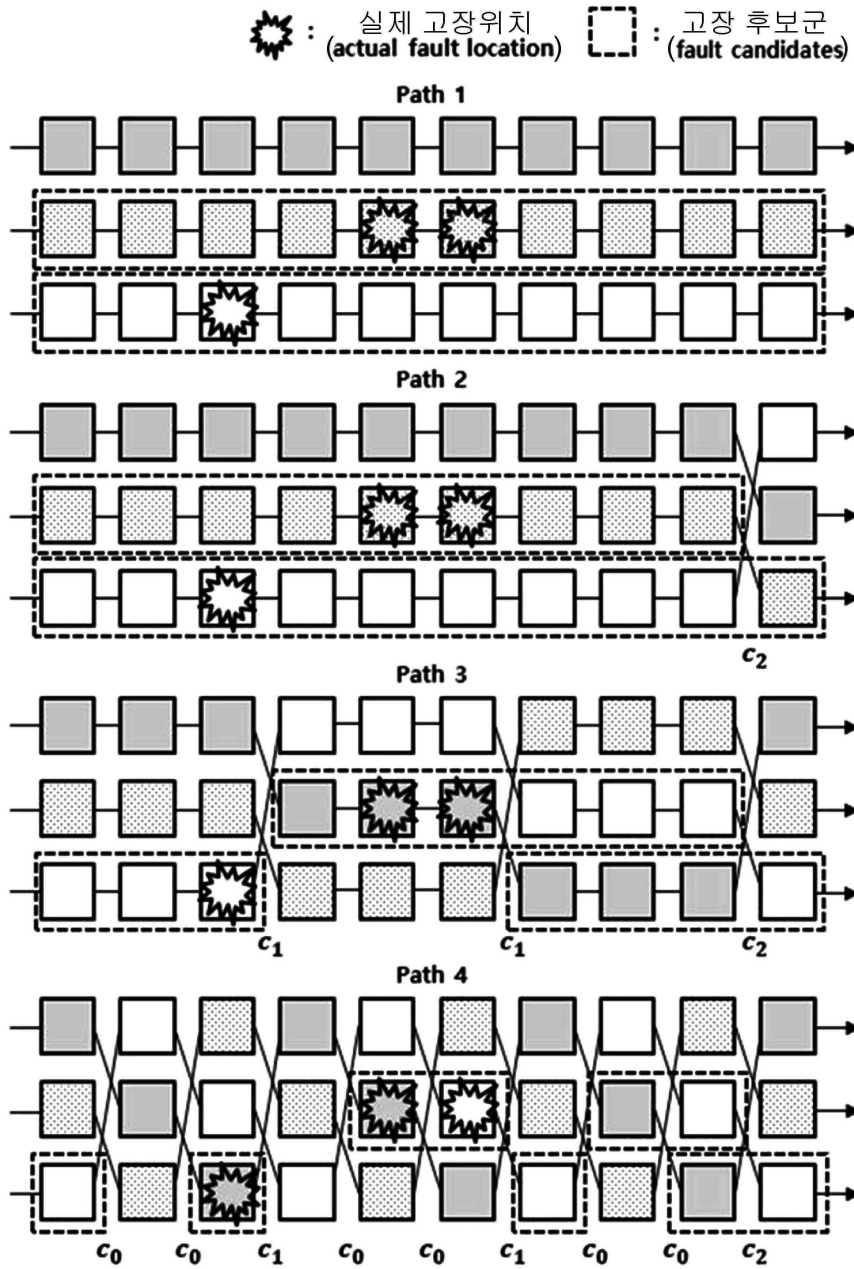 : 실제 고장위치 : 고장 후보군
(actual fault location) (fault candidates)
Path 1
Path 2
c₂
Path 3
c₁ c₁ c₂
Path 4
c₀ c₀ c₁ c₀ c₀ c₁ c₀ c₀ c₂